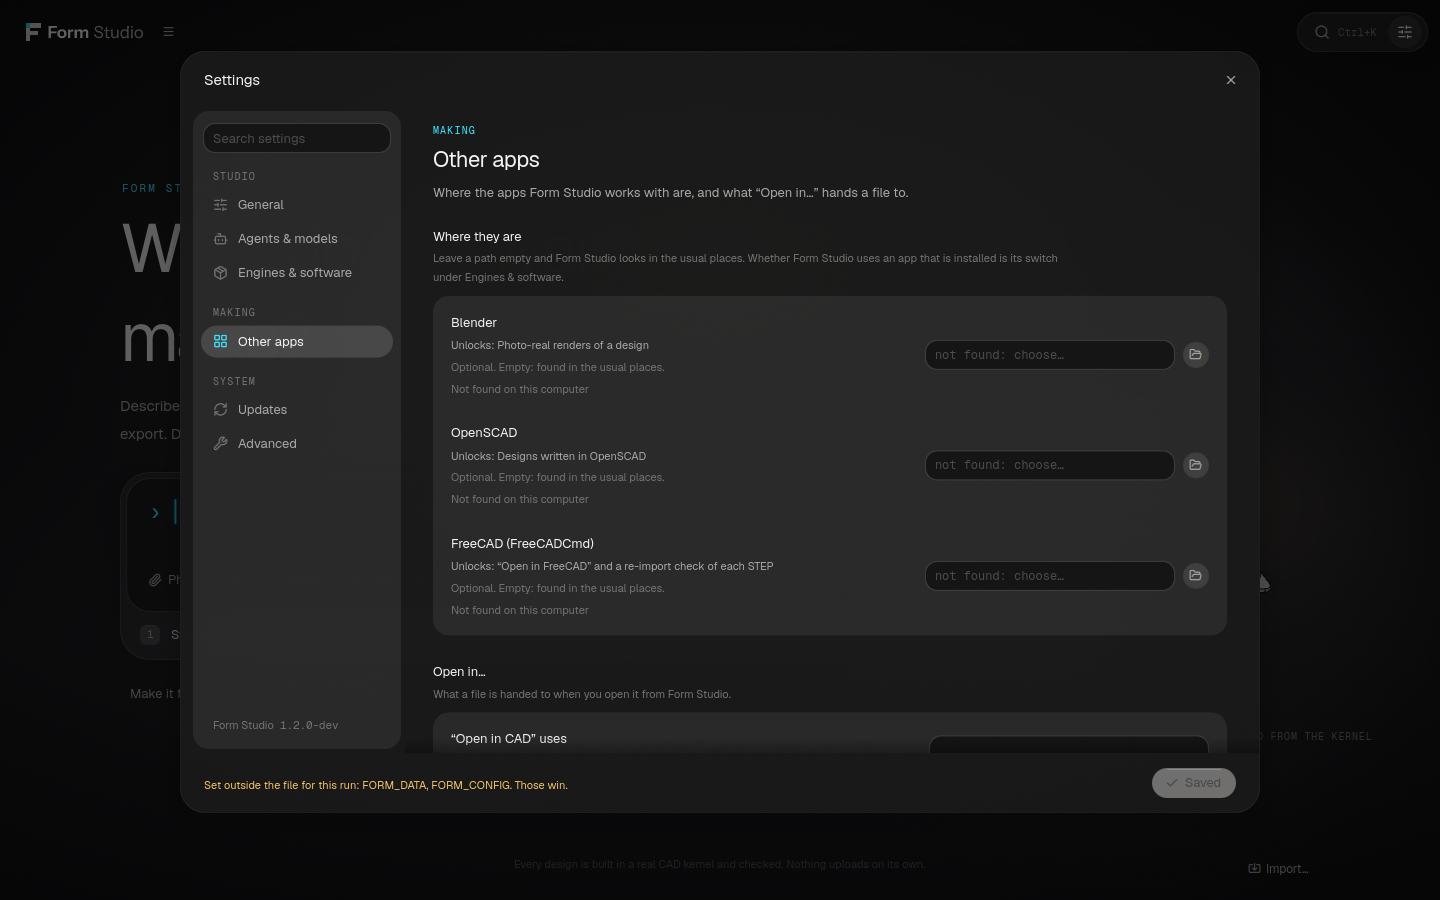 Form Studio
Ctrl+K
Settings
Search settings
STUDIO
General
Agents & models
Engines & software
MAKING
Other apps
SYSTEM
Updates
Advanced
Form Studio 1.2.0-dev
MAKING
Other apps
Where the apps Form Studio works with are, and what “Open in…” hands a file to.
Where they are
Leave a path empty and Form Studio looks in the usual places. Whether Form Studio uses an app that is installed is its switch
under Engines & software.
Blender
Unlocks: Photo-real renders of a design
Optional. Empty: found in the usual places.
Not found on this computer
not found: choose…
OpenSCAD
Unlocks: Designs written in OpenSCAD
Optional. Empty: found in the usual places.
Not found on this computer
not found: choose…
FreeCAD (FreeCADCmd)
Unlocks: “Open in FreeCAD” and a re-import check of each STEP
Optional. Empty: found in the usual places.
Not found on this computer
not found: choose…
Open in…
What a file is handed to when you open it from Form Studio.
“Open in CAD” uses
Set outside the file for this run: FORM_DATA, FORM_CONFIG. Those win.
Saved
FORM ST
W
ma
Describe
export. D
Ph
1
S
Make it f
FROM THE KERNEL
Every design is built in a real CAD kernel and checked. Nothing uploads on its own.
Import…